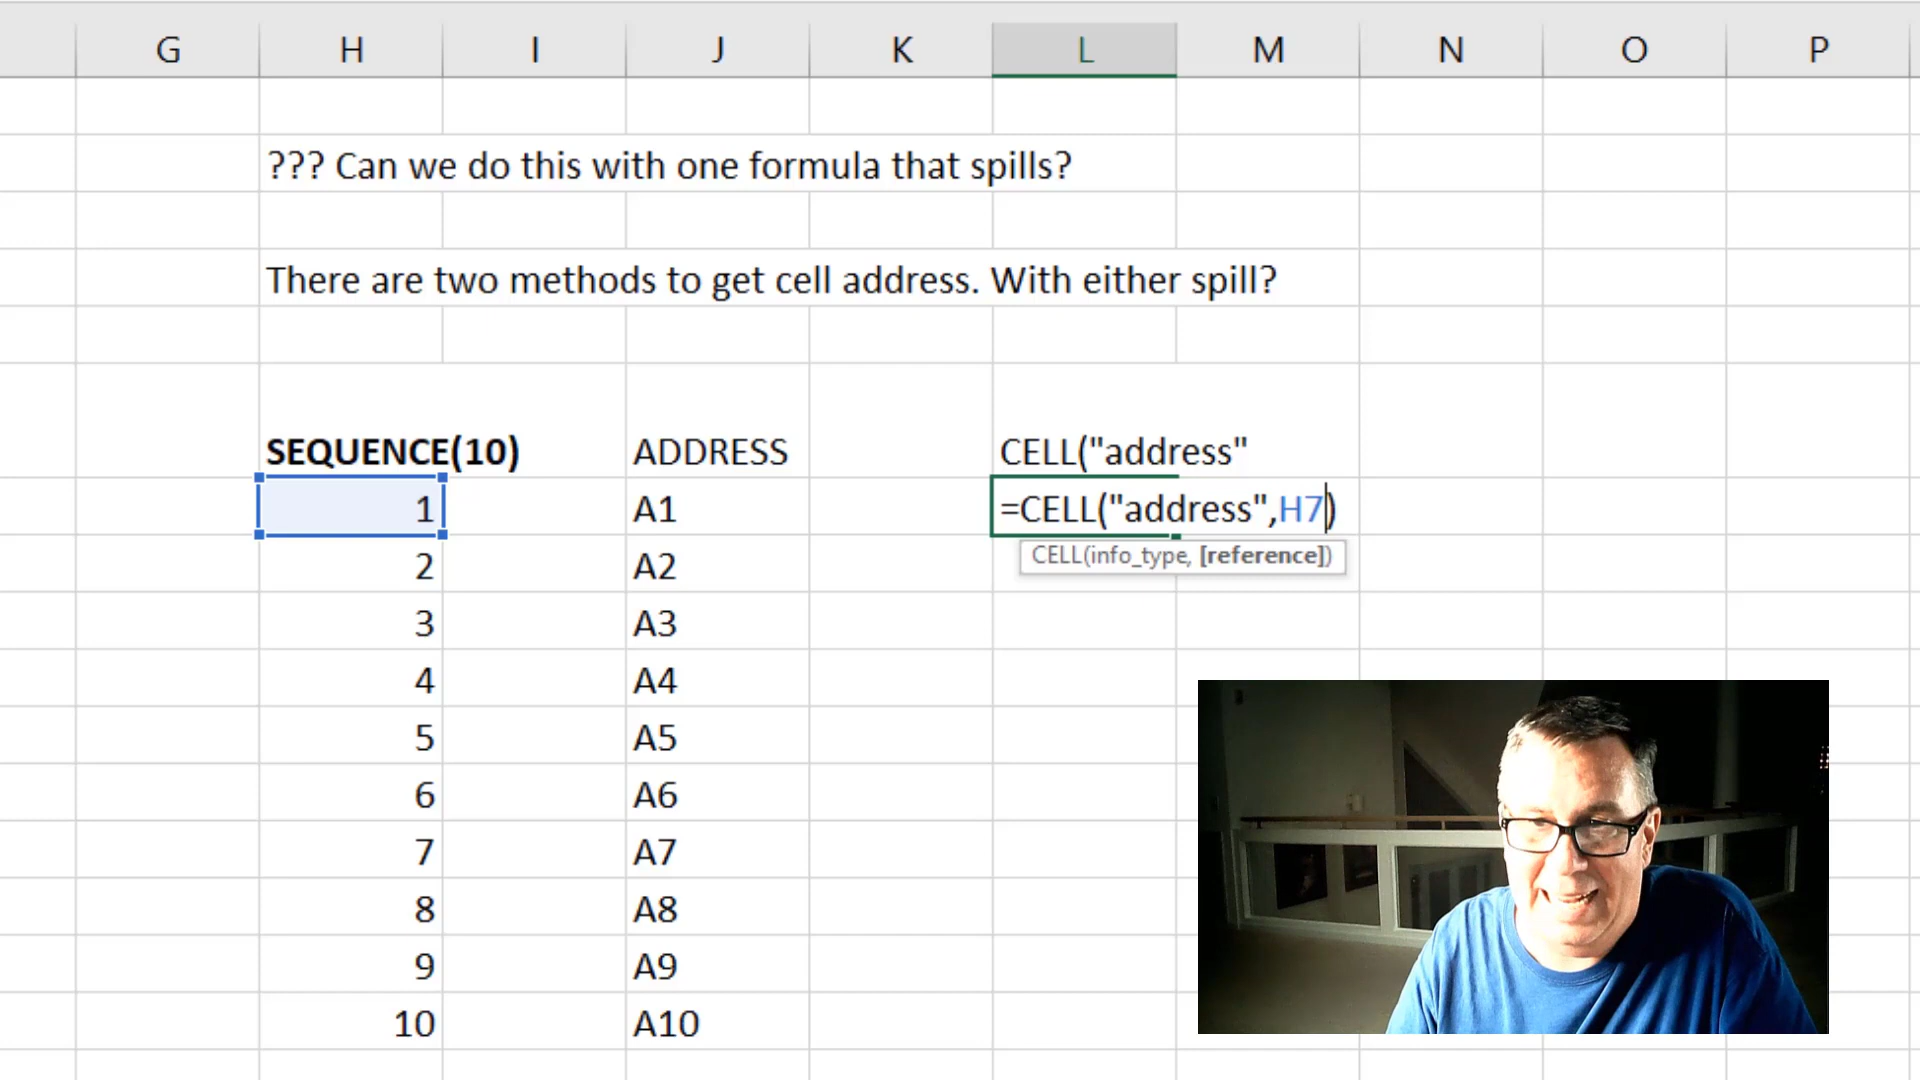 G H I J K L M N O P
??? Can we do this with one formula that spills?
There are two methods to get cell address. With either spill?
SEQUENCE(10) ADDRESS CELL("address"
1 A1 =CELL("address",H7)
CELL(info_type, [reference])
2 A2
3 A3
4 A4
5 A5
6 A6
7 A7
8 A8
9 A9
10 A10